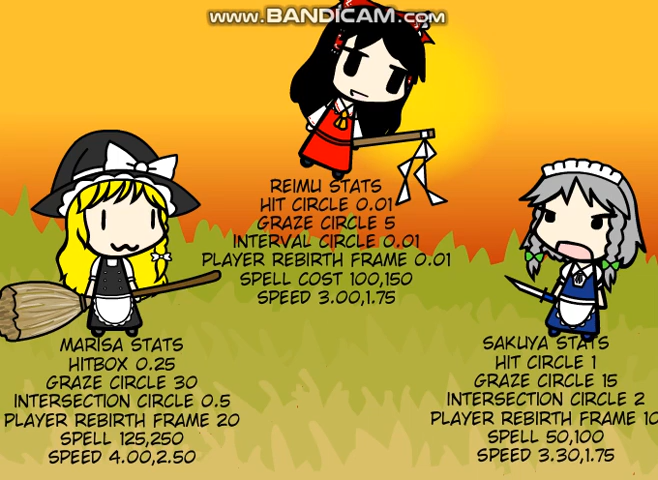 www.BANDICAM.com
REIMU STATS
HIT CIRCLE 0.01
GRAZE CIRCLE 5
INTERVAL CIRCLE 0.01
PLAYER REBIRTH FRAME 0.01
SPELL COST 100,150
SPEED 3.00,1.75
MARISA STATS
HITBOX 0.25
GRAZE CIRCLE 30
INTERSECTION CIRCLE 0.5
PLAYER REBIRTH FRAME 20
SPELL 125,250
SPEED 4.00,2.50
SAKUYA STATS
HIT CIRCLE 1
GRAZE CIRCLE 15
INTERSECTION CIRCLE 2
PLAYER REBIRTH FRAME 10
SPELL 50,100
SPEED 3.30,1.75